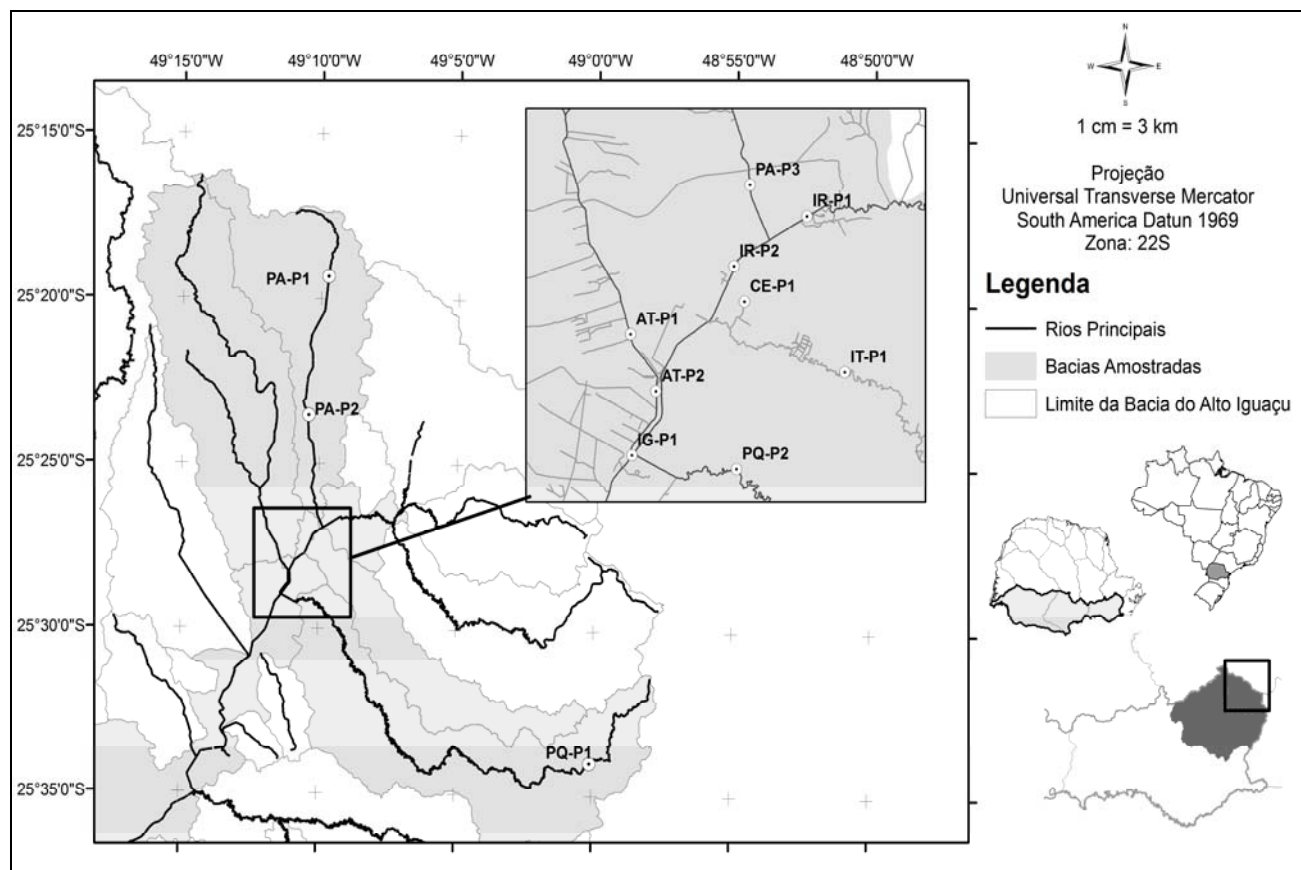 49°15'0"W 49°10'0"W 49°5'0"W 49°0'0"W 48°55'0"W 48°50'0"W
25°15'0"S
25°20'0"S
25°25'0"S
25°30'0"S
25°35'0"S
PA-P1
PA-P2
PQ-P1
PA-P3
IR-P1
IR-P2
CE-P1
AT-P1
IT-P1
AT-P2
IG-P1
PQ-P2
N
W E
S
1 cm = 3 km
Projeção
Universal Transverse Mercator
South America Datun 1969
Zona: 22S
Legenda
Rios Principais
Bacias Amostradas
Limite da Bacia do Alto Iguaçu